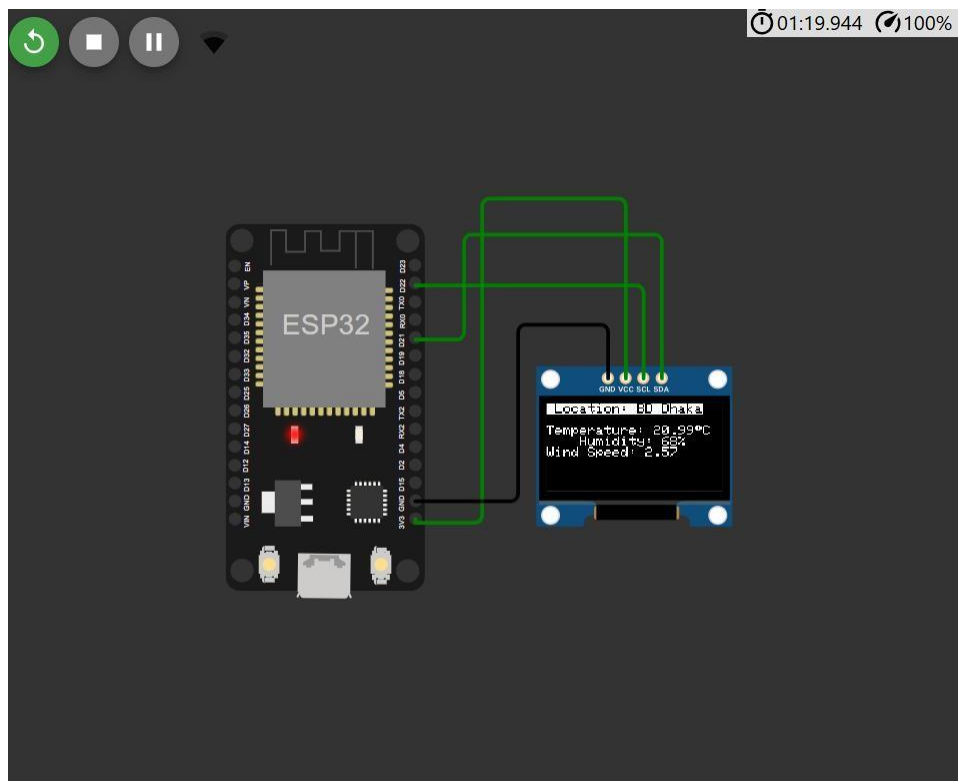 01:19.944 100%
EN
VP
VN
D34
D35
D32
D33
D25
D26
D27
D14
D12
D13
GND
VIN
ESP32
D23
D22
TX0
RX0
D21
D19
D18
D5
TX2
RX2
D4
D2
D15
GND
3V3
GND VCC SCL SDA
Location: BD Dhaka
Temperature: 20.99°C
Humidity: 68%
Wind Speed: 2.57